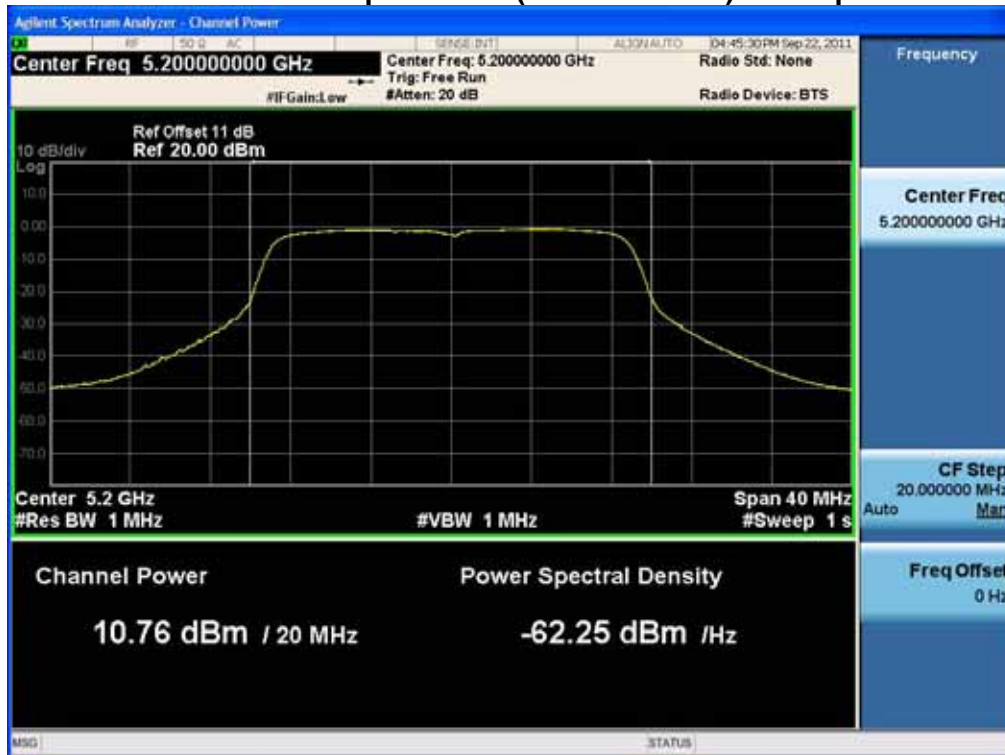 Agilent Spectrum Analyzer - Channel Power
RF 50 Ω AC SENSE:INT ALIGNAUTO 04:45:30PM Sep 22, 2011
Center Freq 5.200000000 GHz
Center Freq: 5.200000000 GHz
Radio Std: None
Trig: Free Run
#IFGain:Low
#Atten: 20 dB
Radio Device: BTS
Ref Offset 11 dB
10 dB/div Ref 20.00 dBm
Log
10.0
0.00
-10.0
-20.0
-30.0
-40.0
-50.0
-60.0
-70.0
Center 5.2 GHz
Span 40 MHz
#Res BW 1 MHz
#VBW 1 MHz
#Sweep 1 s
Channel Power
Power Spectral Density
10.76 dBm / 20 MHz
-62.25 dBm /Hz
MSG
STATUS
Frequency
Center Freq
5.200000000 GHz
CF Step
20.000000 MHz
Auto Man
Freq Offset
0 Hz